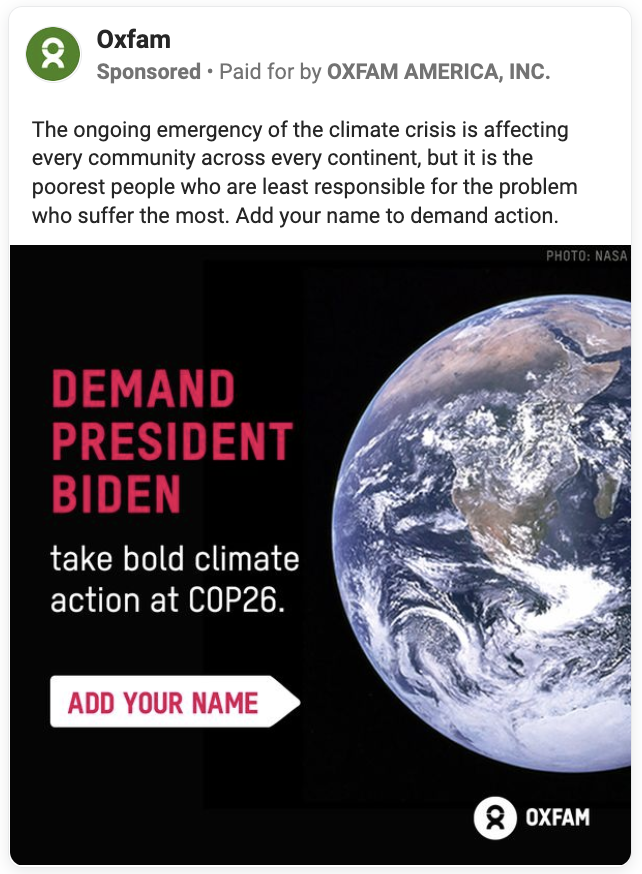 Oxfam
Sponsored • Paid for by OXFAM AMERICA, INC.
The ongoing emergency of the climate crisis is affecting
every community across every continent, but it is the
poorest people who are least responsible for the problem
who suffer the most. Add your name to demand action.
PHOTO: NASA
DEMAND
PRESIDENT
BIDEN
take bold climate
action at COP26.
ADD YOUR NAME
OXFAM